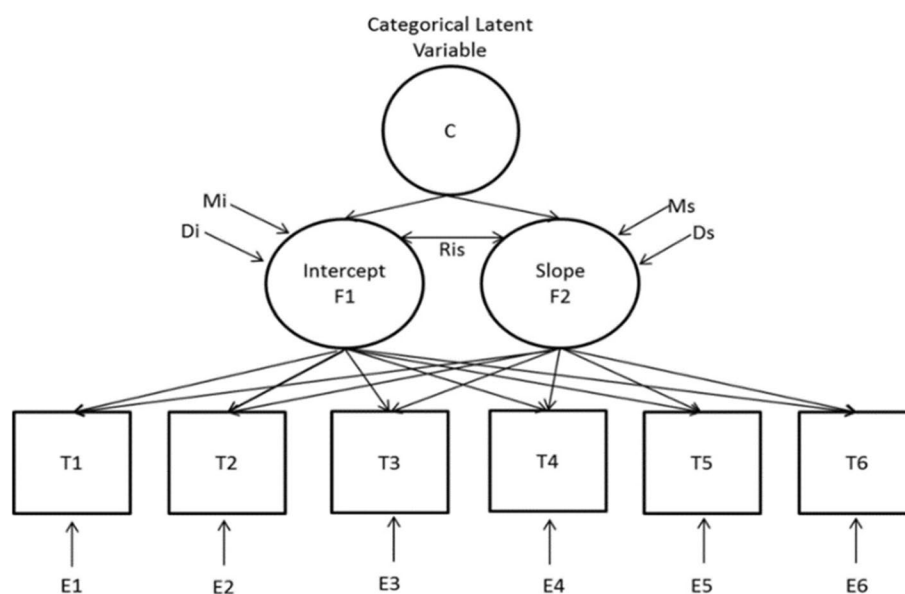 Categorical Latent
Variable
C
Mi
Di
Ms
Ds
Ris
Intercept
F1
Slope
F2
T1
T2
T3
T4
T5
T6
E1
E2
E3
E4
E5
E6